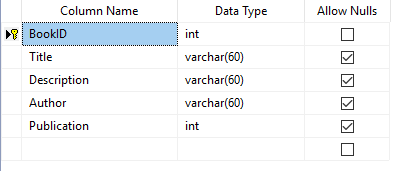 Column Name Data Type Allow Nulls
BookID int
Title varchar(60)
Description varchar(60)
Author varchar(60)
Publication int